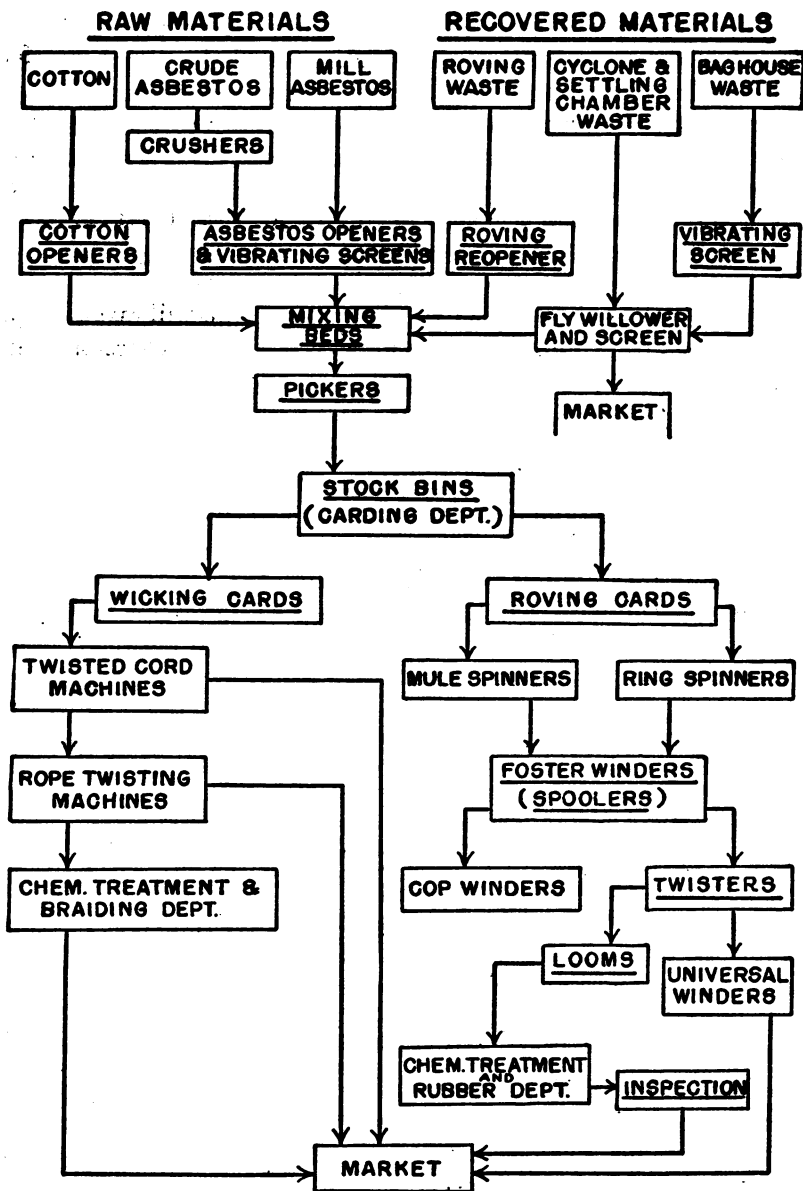 RAW MATERIALS
RECOVERED MATERIALS
COTTON
CRUDE
ASBESTOS
MILL
ASBESTOS
ROVING
WASTE
CYCLONE &
SETTLING
CHAMBER
WASTE
BAG HOUSE
WASTE
CRUSHERS
COTTON
OPENERS
ASBESTOS OPENERS
& VIBRATING SCREENS
ROVING
REOPENER
VIBRATING
SCREEN
MIXING
BEDS
FLY WILLOWER
AND SCREEN
PICKERS
MARKET
STOCK BINS
(CARDING DEPT.)
WICKING CARDS
ROVING CARDS
TWISTED CORD
MACHINES
MULE SPINNERS
RING SPINNERS
ROPE TWISTING
MACHINES
FOSTER WINDERS
(SPOOLERS)
CHEM. TREATMENT &
BRAIDING DEPT.
COP WINDERS
TWISTERS
LOOMS
UNIVERSAL
WINDERS
CHEM. TREATMENT
AND
RUBBER DEPT.
INSPECTION
MARKET